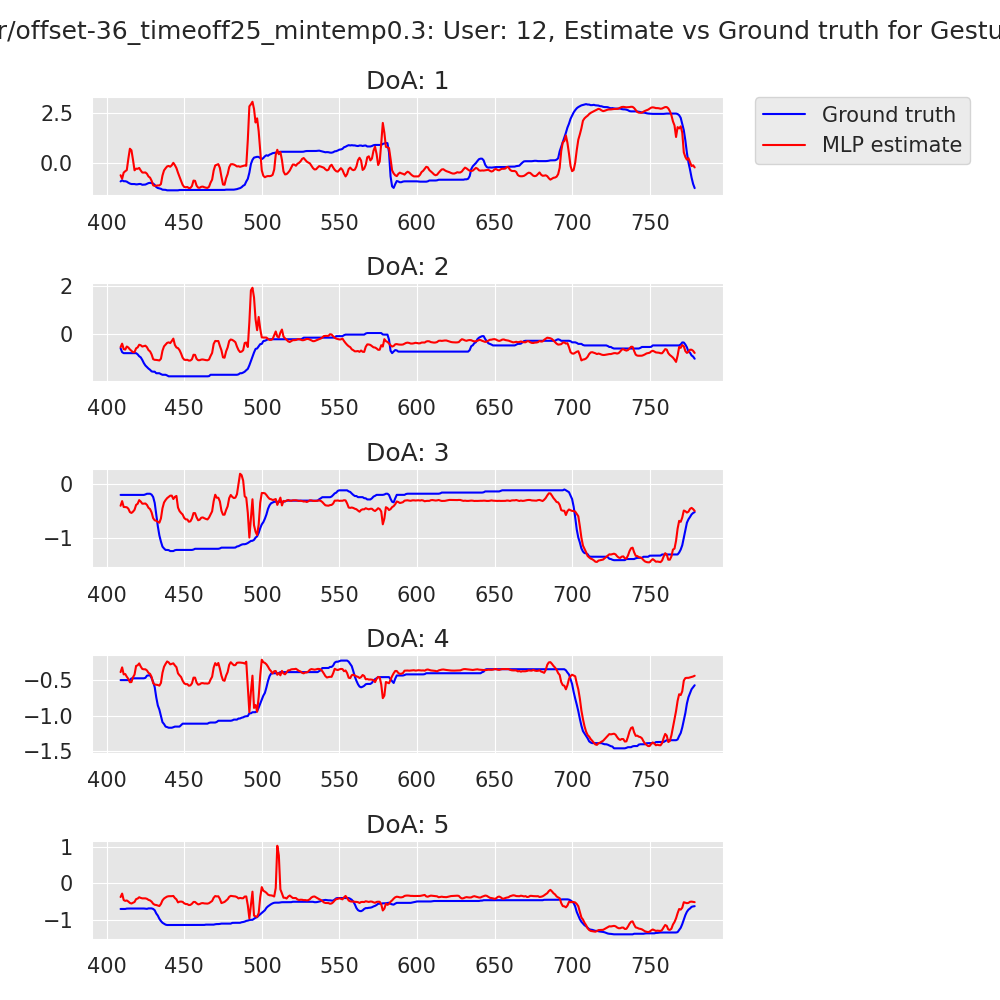 r/offset-36_timeoff25_mintemp0.3: User: 12, Estimate vs Ground truth for Gestu
DoA: 1
2.5
0.0
400 450 500 550 600 650 700 750
Ground truth
MLP estimate
DoA: 2
2
0
400 450 500 550 600 650 700 750
DoA: 3
0
−1
400 450 500 550 600 650 700 750
DoA: 4
−0.5
−1.0
−1.5
400 450 500 550 600 650 700 750
DoA: 5
1
0
−1
400 450 500 550 600 650 700 750